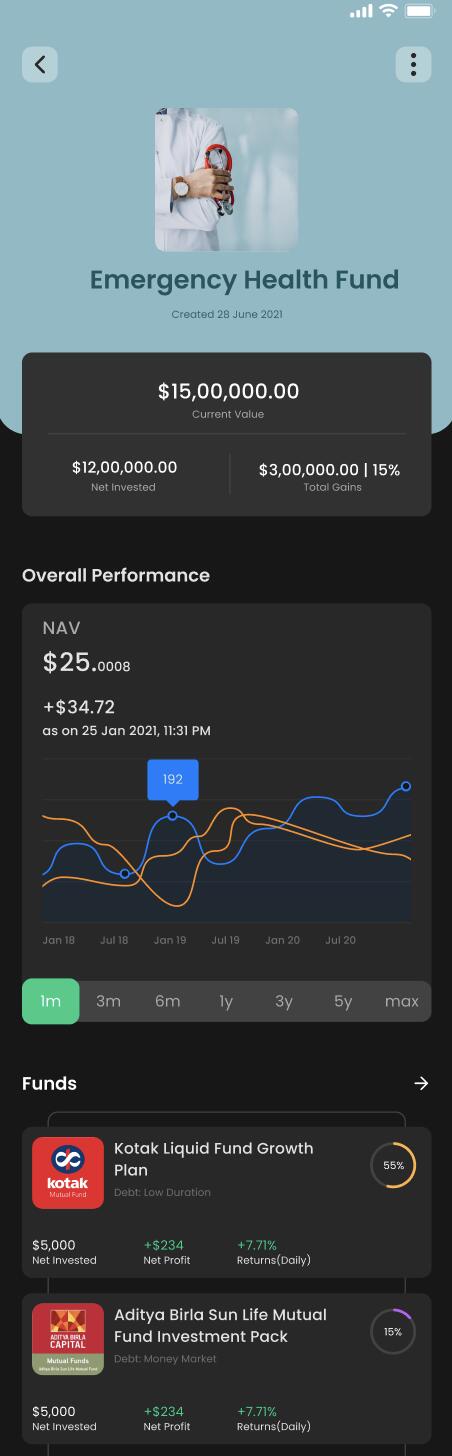 Emergency Health Fund
Created 28 June 2021
$15,00,000.00
Current Value
$12,00,000.00
Net Invested
$3,00,000.00 | 15%
Total Gains
Overall Performance
NAV
$25.0008
+$34.72
as on 25 Jan 2021, 11:31 PM
192
Jan 18 Jul 18 Jan 19 Jul 19 Jan 20 Jul 20
1m 3m 6m 1y 3y 5y max
Funds
kotak
Mutual Fund
Kotak Liquid Fund Growth
Plan
Debt: Low Duration
55%
$5,000 +$234 +7.71%
Net Invested Net Profit Returns(Daily)
ADITYA BIRLA
CAPITAL
Mutual Funds
Aditya Birla Sun Life Mutual Fund
Aditya Birla Sun Life Mutual
Fund Investment Pack
Debt: Money Market
15%
$5,000 +$234 +7.71%
Net Invested Net Profit Returns(Daily)